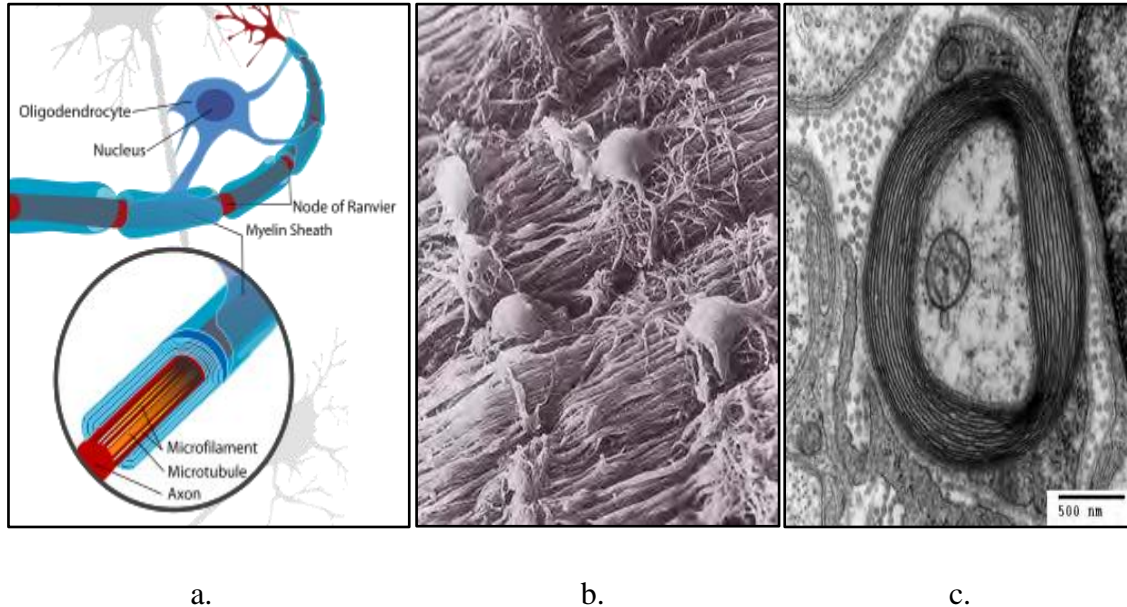 Oligodendrocyte
Nucleus
Node of Ranvier
Myelin Sheath
Microfilament
Microtubule
Axon
500 nm
a.
b.
c.